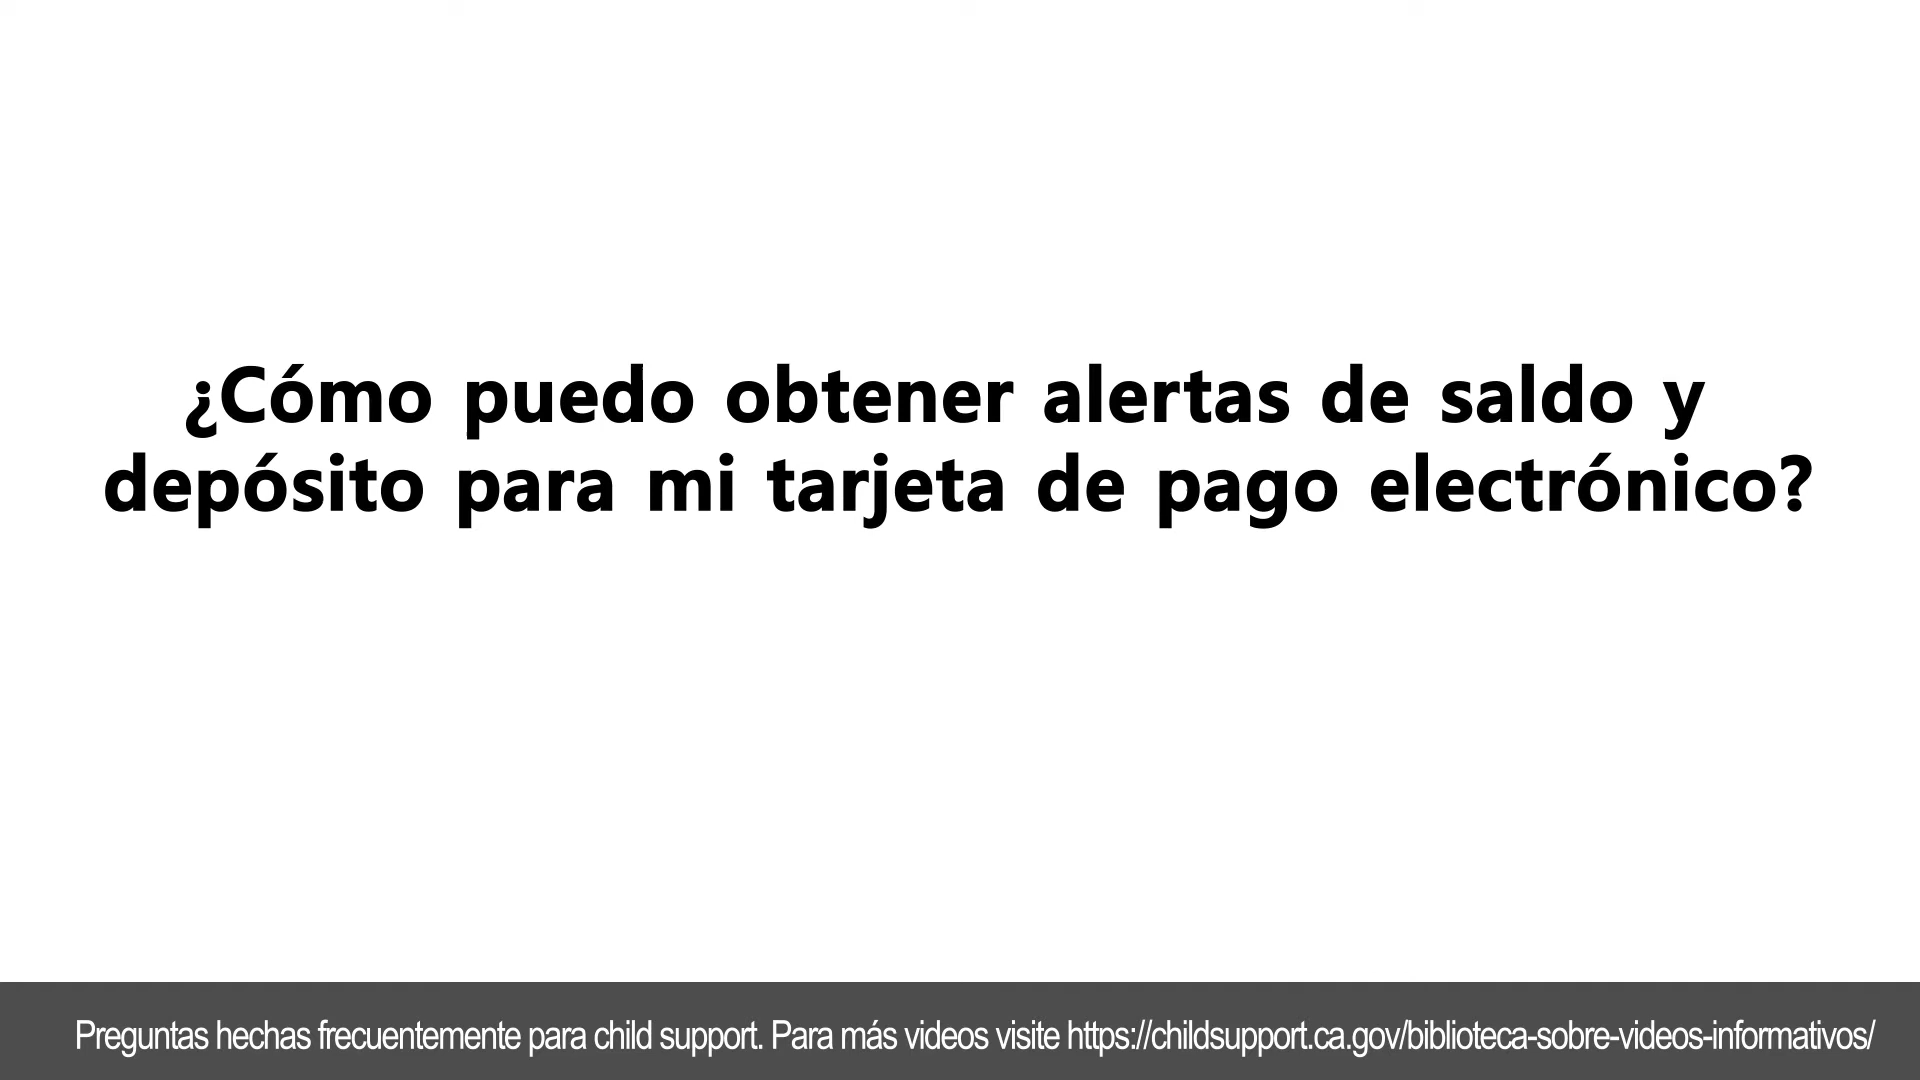 ¿Cómo puedo obtener alertas de saldo y
depósito para mi tarjeta de pago electrónico?
Preguntas hechas frecuentemente para child support. Para más videos visite https://childsupport.ca.gov/biblioteca-sobre-videos-informativos/